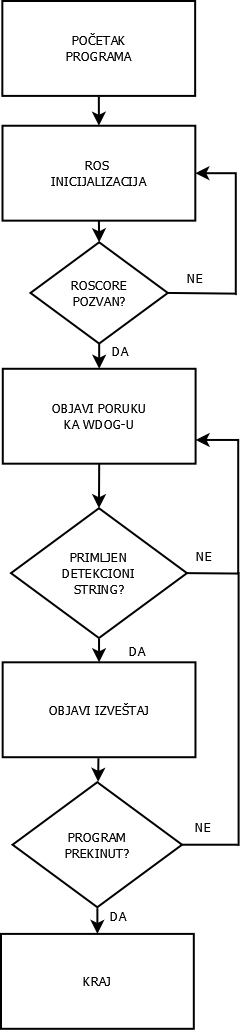 POČETAK
PROGRAMA
ROS
INICIJALIZACIJA
ROSCORE
POZVAN?
NE
DA
OBJAVI PORUKU
KA WDOG-U
PRIMLJEN
DETEKCIONI
STRING?
NE
DA
OBJAVI IZVEŠTAJ
PROGRAM
PREKINUT?
NE
DA
KRAJ